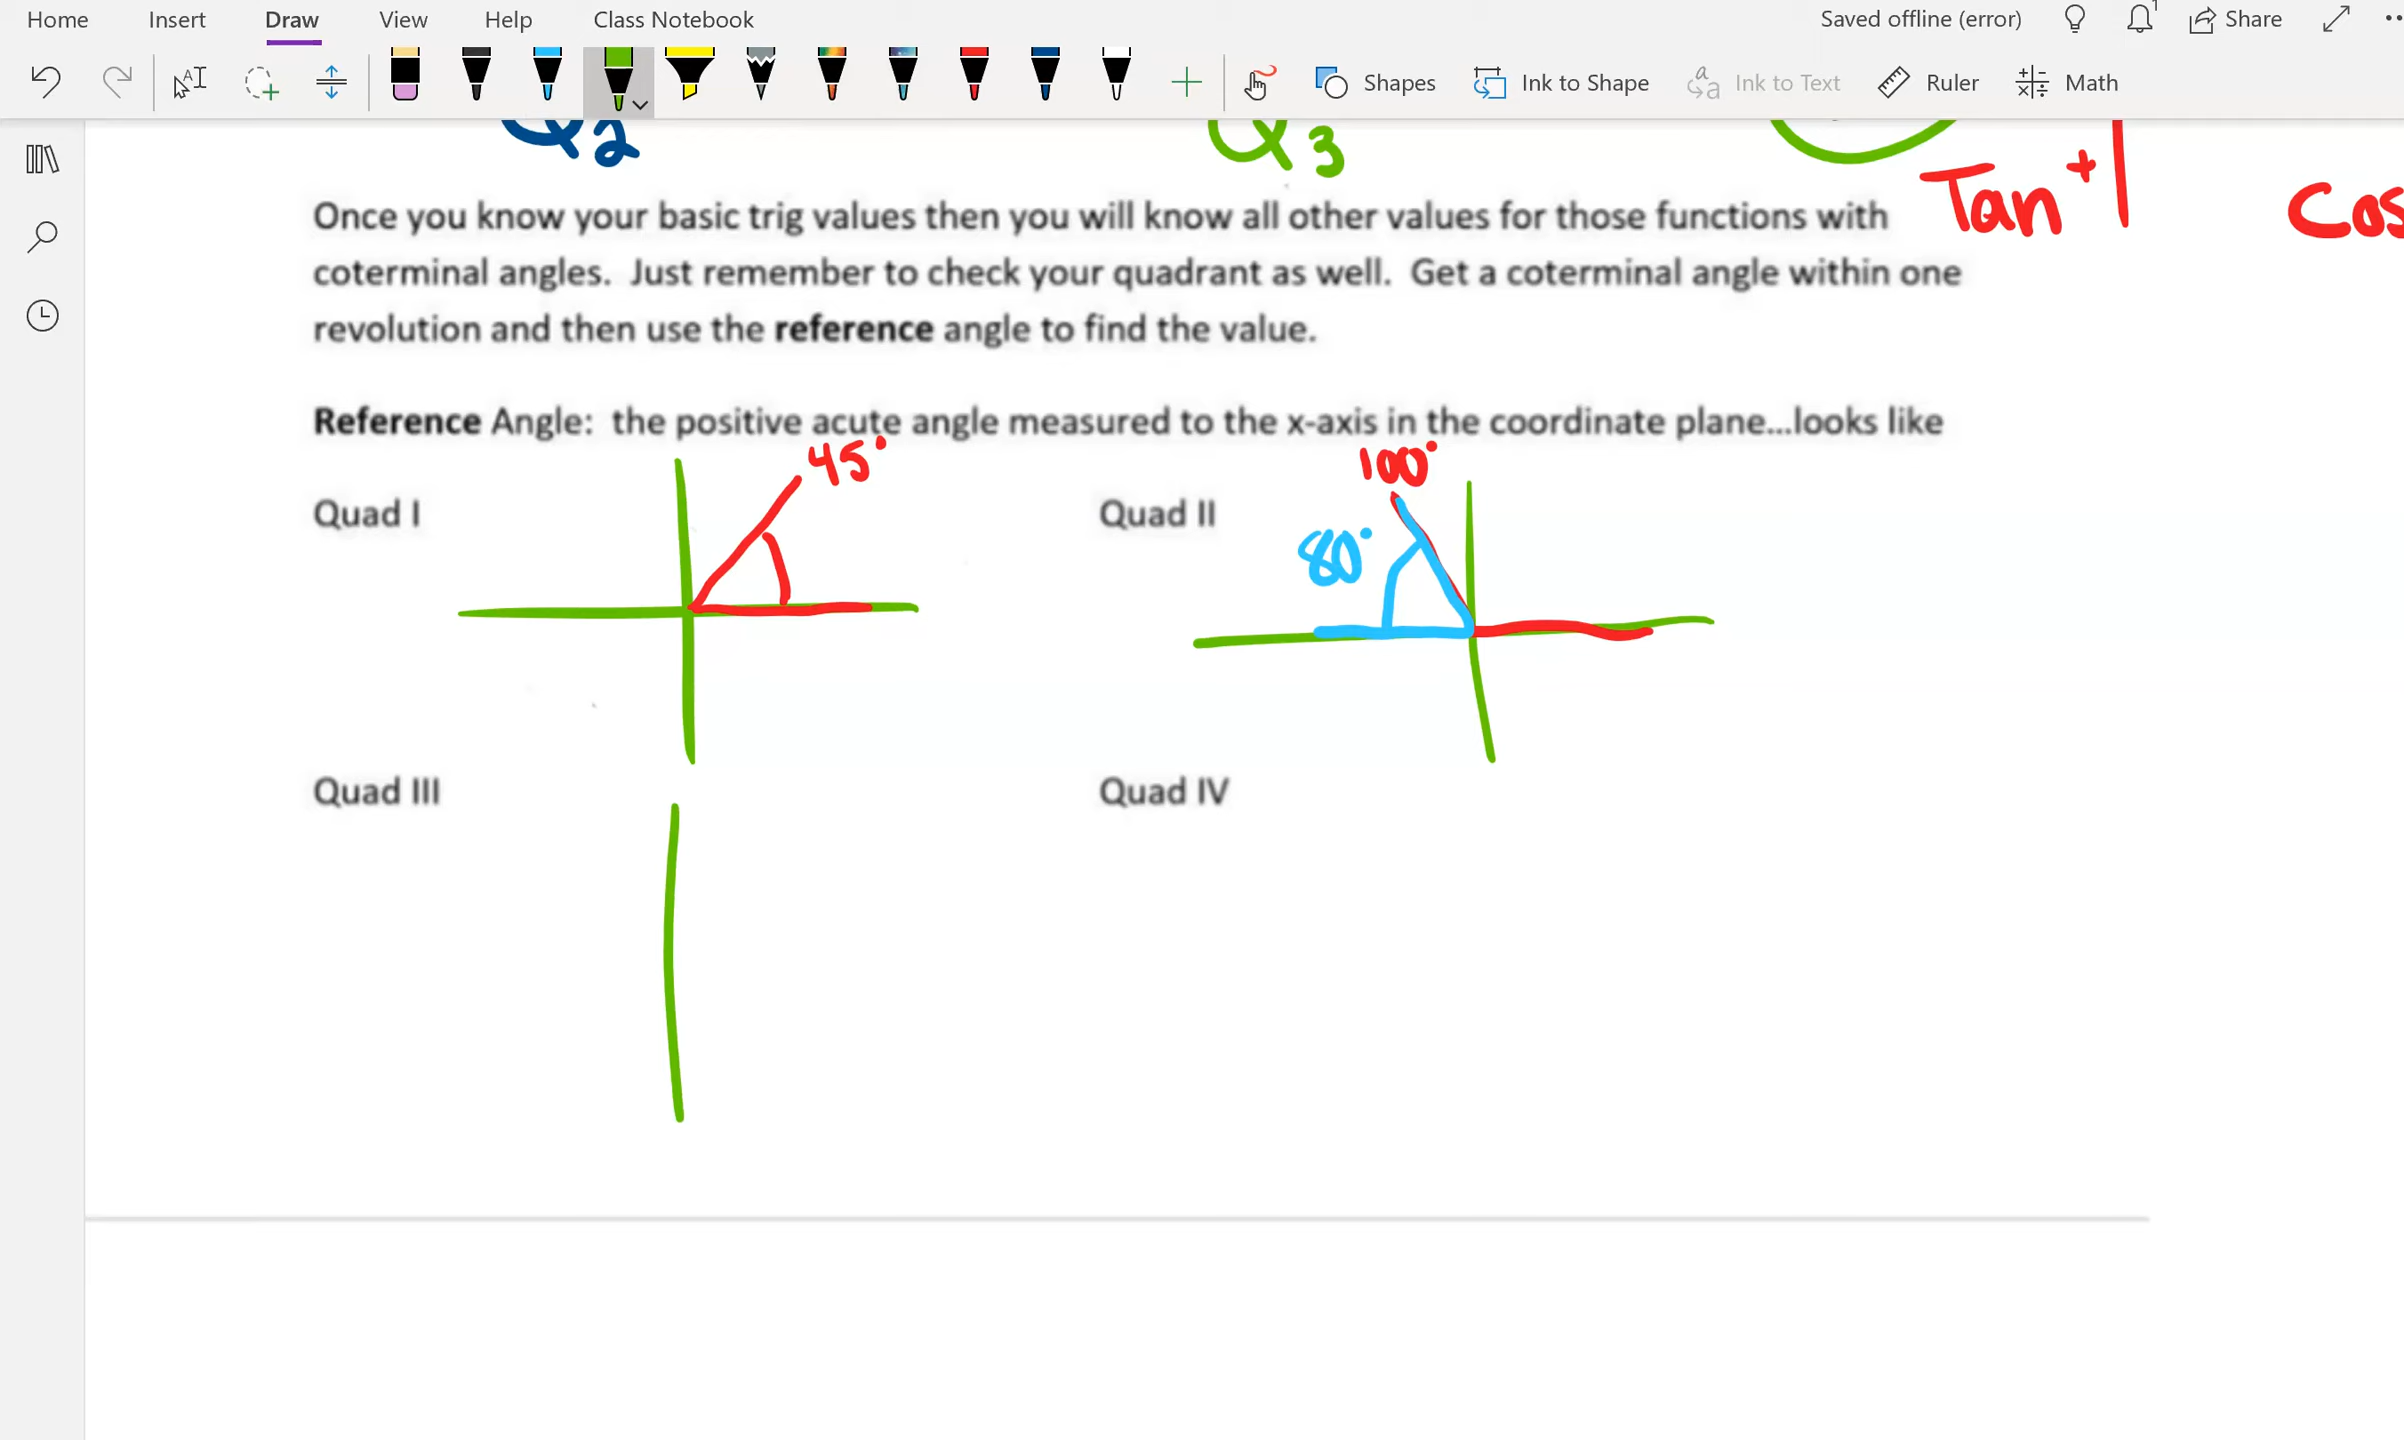 Home Insert Draw View Help Class Notebook Saved offline (error) 1 Share
Shapes Ink to Shape Ink to Text Ruler Math
Q2 Q3
Tan + Cos
Once you know your basic trig values then you will know all other values for those functions with
coterminal angles. Just remember to check your quadrant as well. Get a coterminal angle within one
revolution and then use the reference angle to find the value.
Reference Angle: the positive acute angle measured to the x-axis in the coordinate plane...looks like
45° 100°
Quad I Quad II 80°
Quad III Quad IV